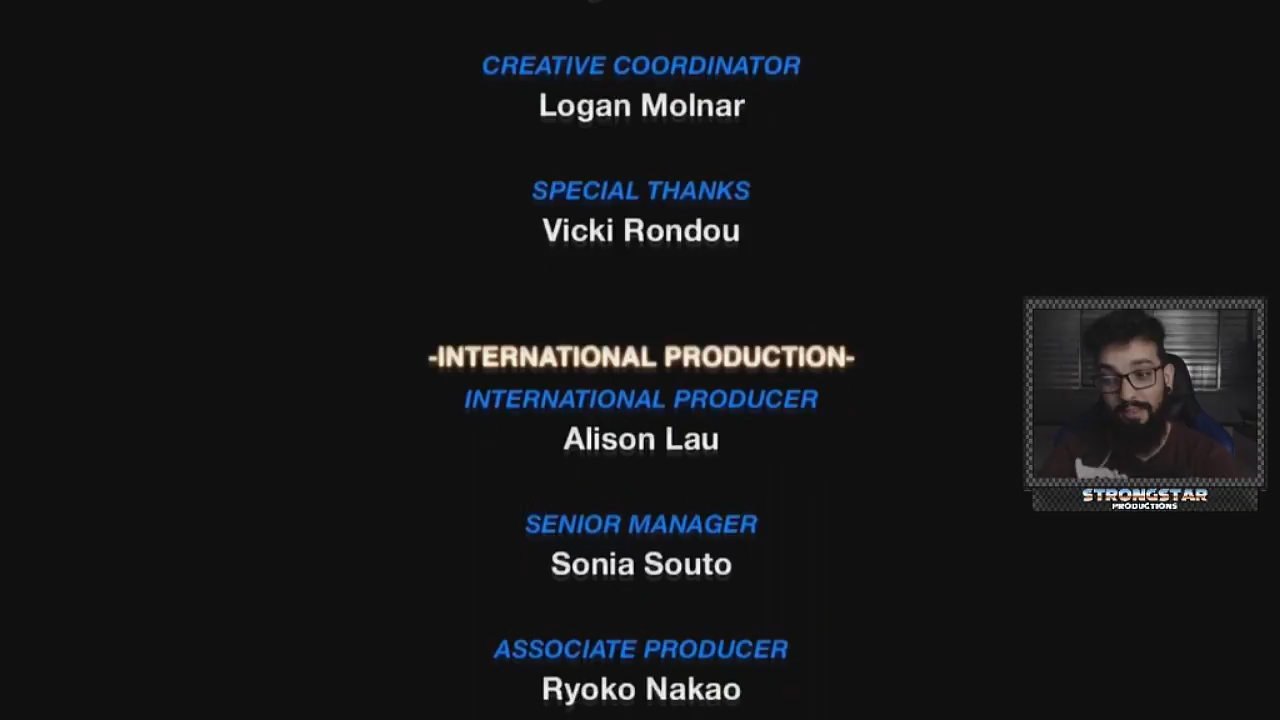 CREATIVE COORDINATOR
Logan Molnar
SPECIAL THANKS
Vicki Rondou
-INTERNATIONAL PRODUCTION-
INTERNATIONAL PRODUCER
Alison Lau
SENIOR MANAGER
Sonia Souto
ASSOCIATE PRODUCER
Ryoko Nakao
STRONGSTAR
PRODUCTIONS